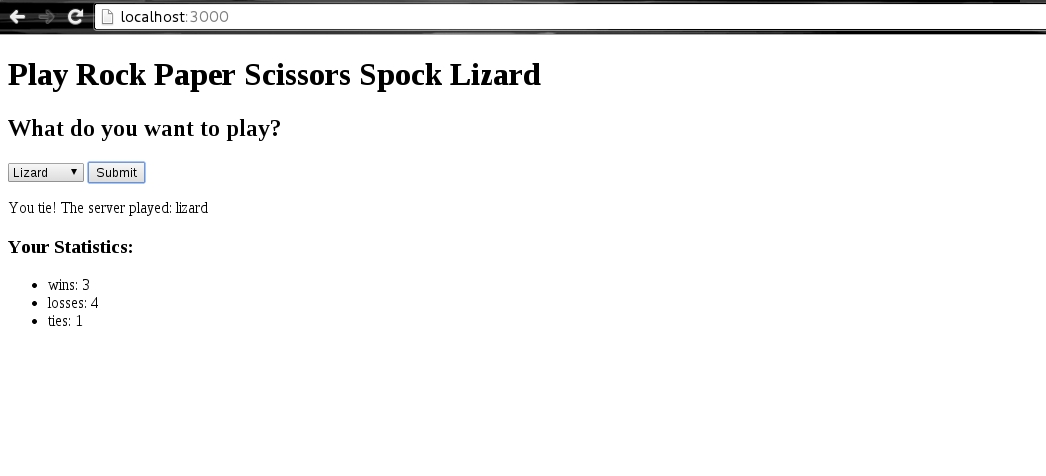 localhost:3000
Play Rock Paper Scissors Spock Lizard
What do you want to play?
Lizard Submit
You tie! The server played: lizard
Your Statistics:
wins: 3
losses: 4
ties: 1